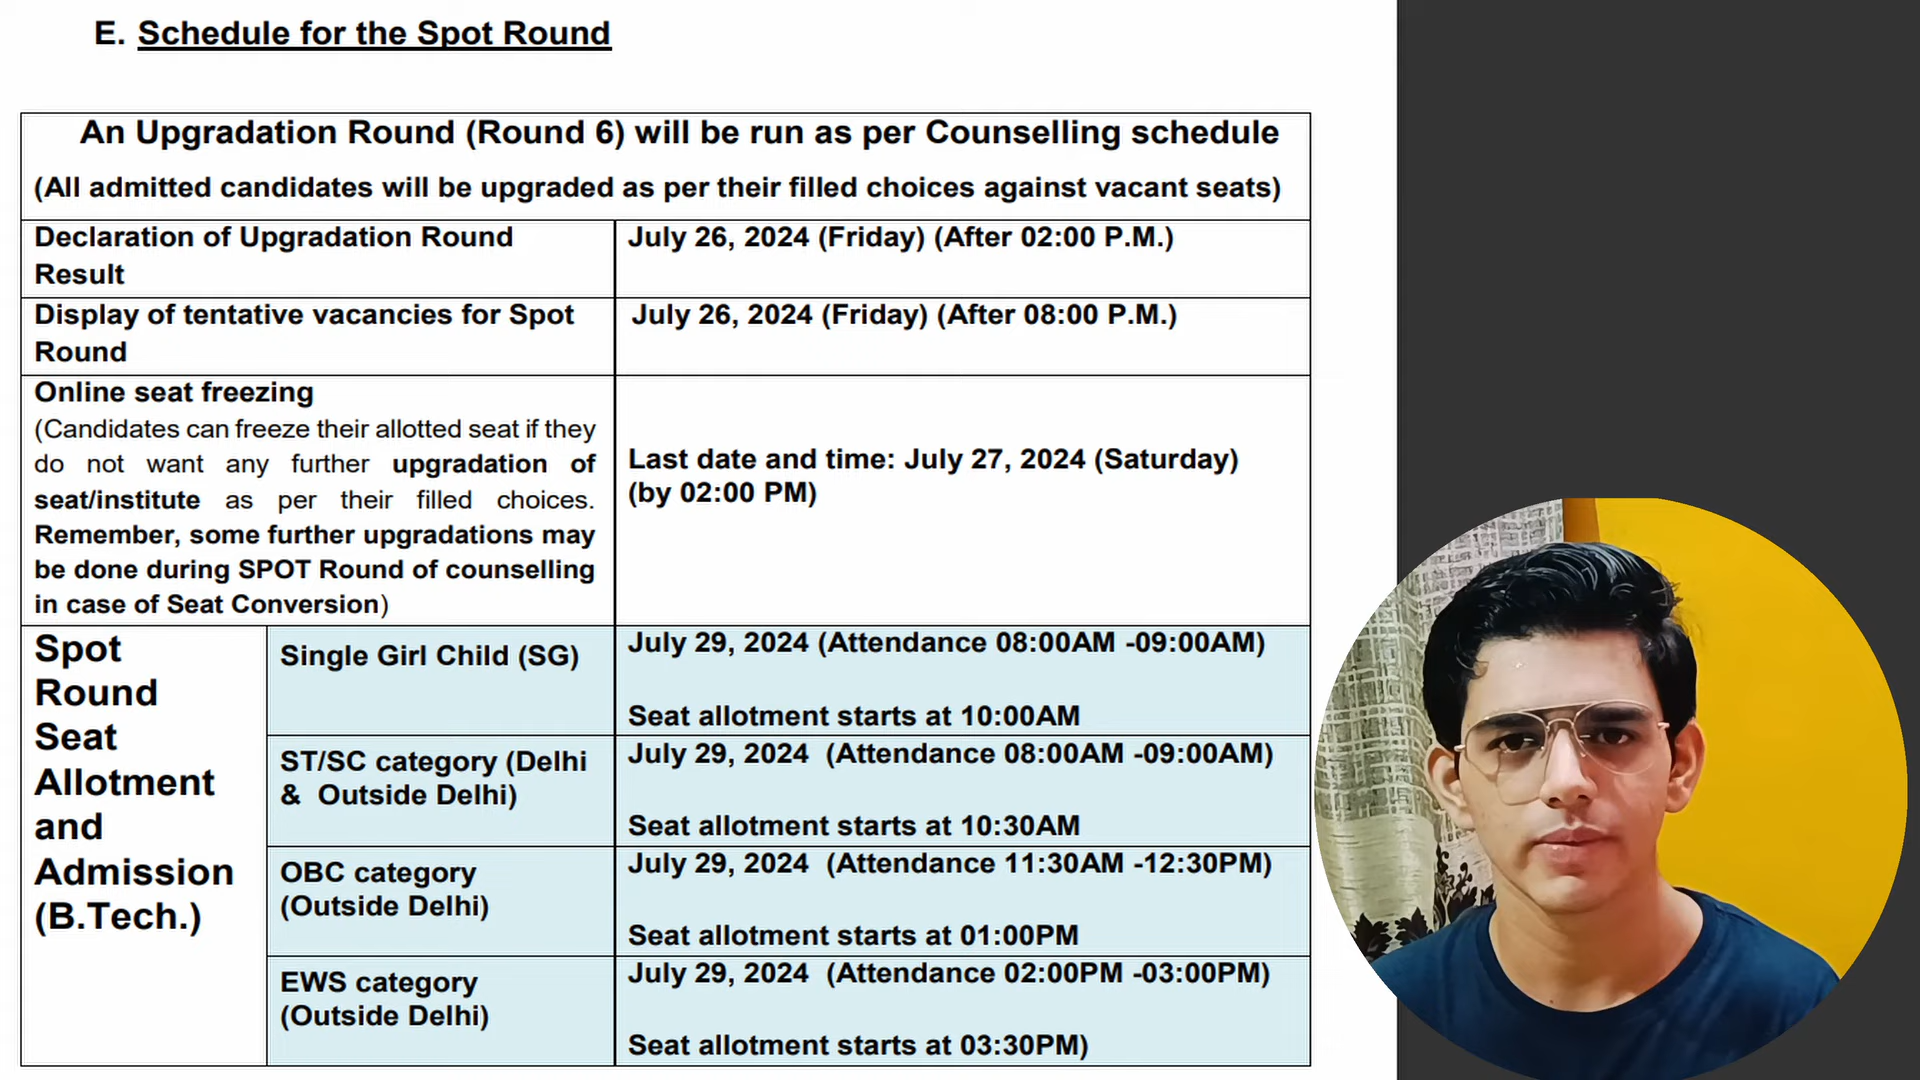 E. Schedule for the Spot Round
An Upgradation Round (Round 6) will be run as per Counselling schedule
(All admitted candidates will be upgraded as per their filled choices against vacant seats)
Declaration of Upgradation Round
Result
July 26, 2024 (Friday) (After 02:00 P.M.)
Display of tentative vacancies for Spot
Round
July 26, 2024 (Friday) (After 08:00 P.M.)
Online seat freezing
(Candidates can freeze their allotted seat if they
do not want any further upgradation of
seat/institute as per their filled choices.
Remember, some further upgradations may
be done during SPOT Round of counselling
in case of Seat Conversion)
Last date and time: July 27, 2024 (Saturday)
(by 02:00 PM)
Spot
Round
Seat
Allotment
and
Admission
(B.Tech.)
Single Girl Child (SG)
July 29, 2024 (Attendance 08:00AM -09:00AM)
Seat allotment starts at 10:00AM
ST/SC category (Delhi
& Outside Delhi)
July 29, 2024 (Attendance 08:00AM -09:00AM)
Seat allotment starts at 10:30AM
OBC category
(Outside Delhi)
July 29, 2024 (Attendance 11:30AM -12:30PM)
Seat allotment starts at 01:00PM
EWS category
(Outside Delhi)
July 29, 2024 (Attendance 02:00PM -03:00PM)
Seat allotment starts at 03:30PM)